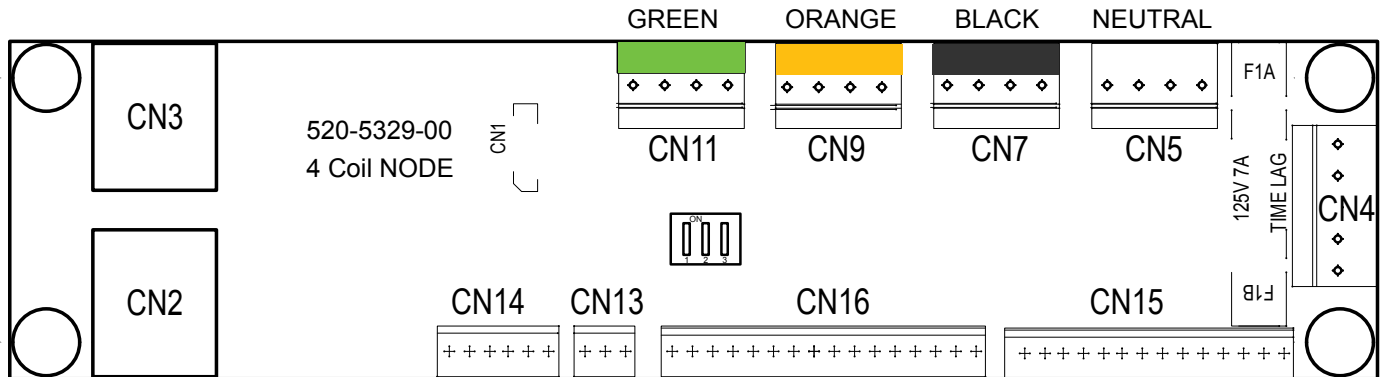 GREEN ORANGE BLACK NEUTRAL
F1A
CN3
520-5329-00
4 Coil NODE
CN1
CN11 CN9 CN7 CN5
125V 7A
TIME LAG
CN4
ON
1 2 3
CN2
CN14 CN13 CN16 CN15
F1B